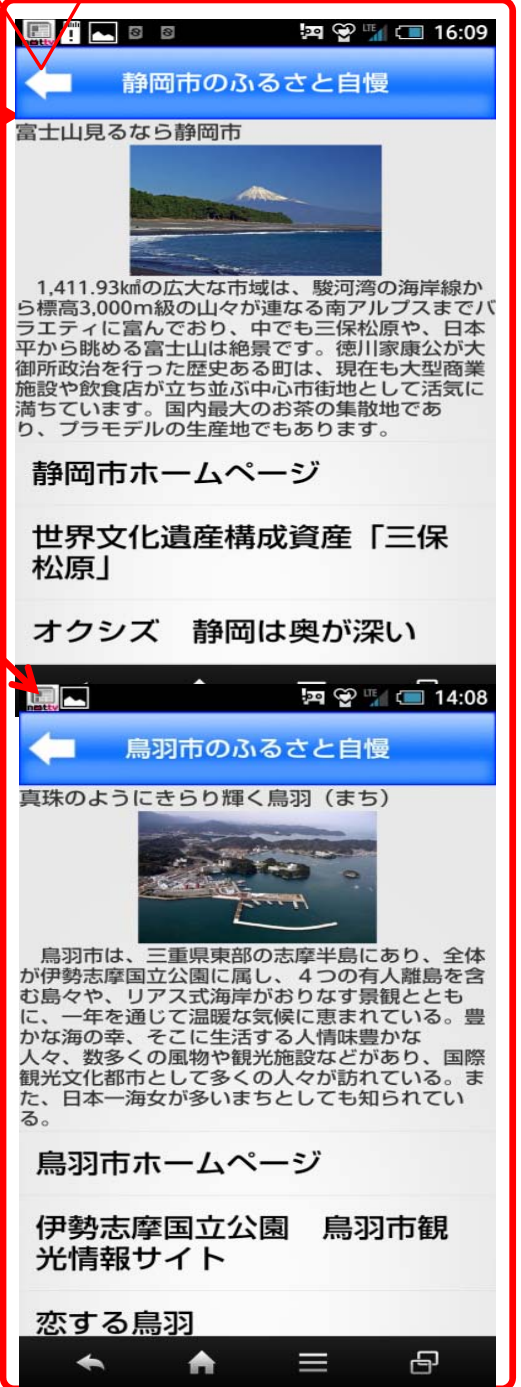 LTE 16:09
静岡市のふるさと自慢
富士山見るなら静岡市
1,411.93㎢の広大な市域は、駿河湾の海岸線か
ら標高3,000m級の山々が連なる南アルプスまでバ
ラエティに富んでおり、中でも三保松原や、日本
平から眺める富士山は絶景です。徳川家康公が大
御所政治を行った歴史ある町は、現在も大型商業
施設や飲食店が立ち並ぶ中心市街地として活気に
満ちています。国内最大のお茶の集散地であ
り、プラモデルの生産地でもあります。
静岡市ホームページ
世界文化遺産構成資産「三保
松原」
オクシズ　静岡は奥が深い
nottv LTE 14:08
鳥羽市のふるさと自慢
真珠のようにきらり輝く鳥羽（まち）
鳥羽市は、三重県東部の志摩半島にあり、全体
が伊勢志摩国立公園に属し、４つの有人離島を含
む島々や、リアス式海岸がおりなす景観ととも
に、一年を通じて温暖な気候に恵まれている。豊
かな海の幸、そこに生活する人情味豊かな
人々、数多くの風物や観光施設などがあり、国際
観光文化都市として多くの人々が訪れている。ま
た、日本一海女が多いまちとしても知られてい
る。
鳥羽市ホームページ
伊勢志摩国立公園　鳥羽市観
光情報サイト
恋する鳥羽